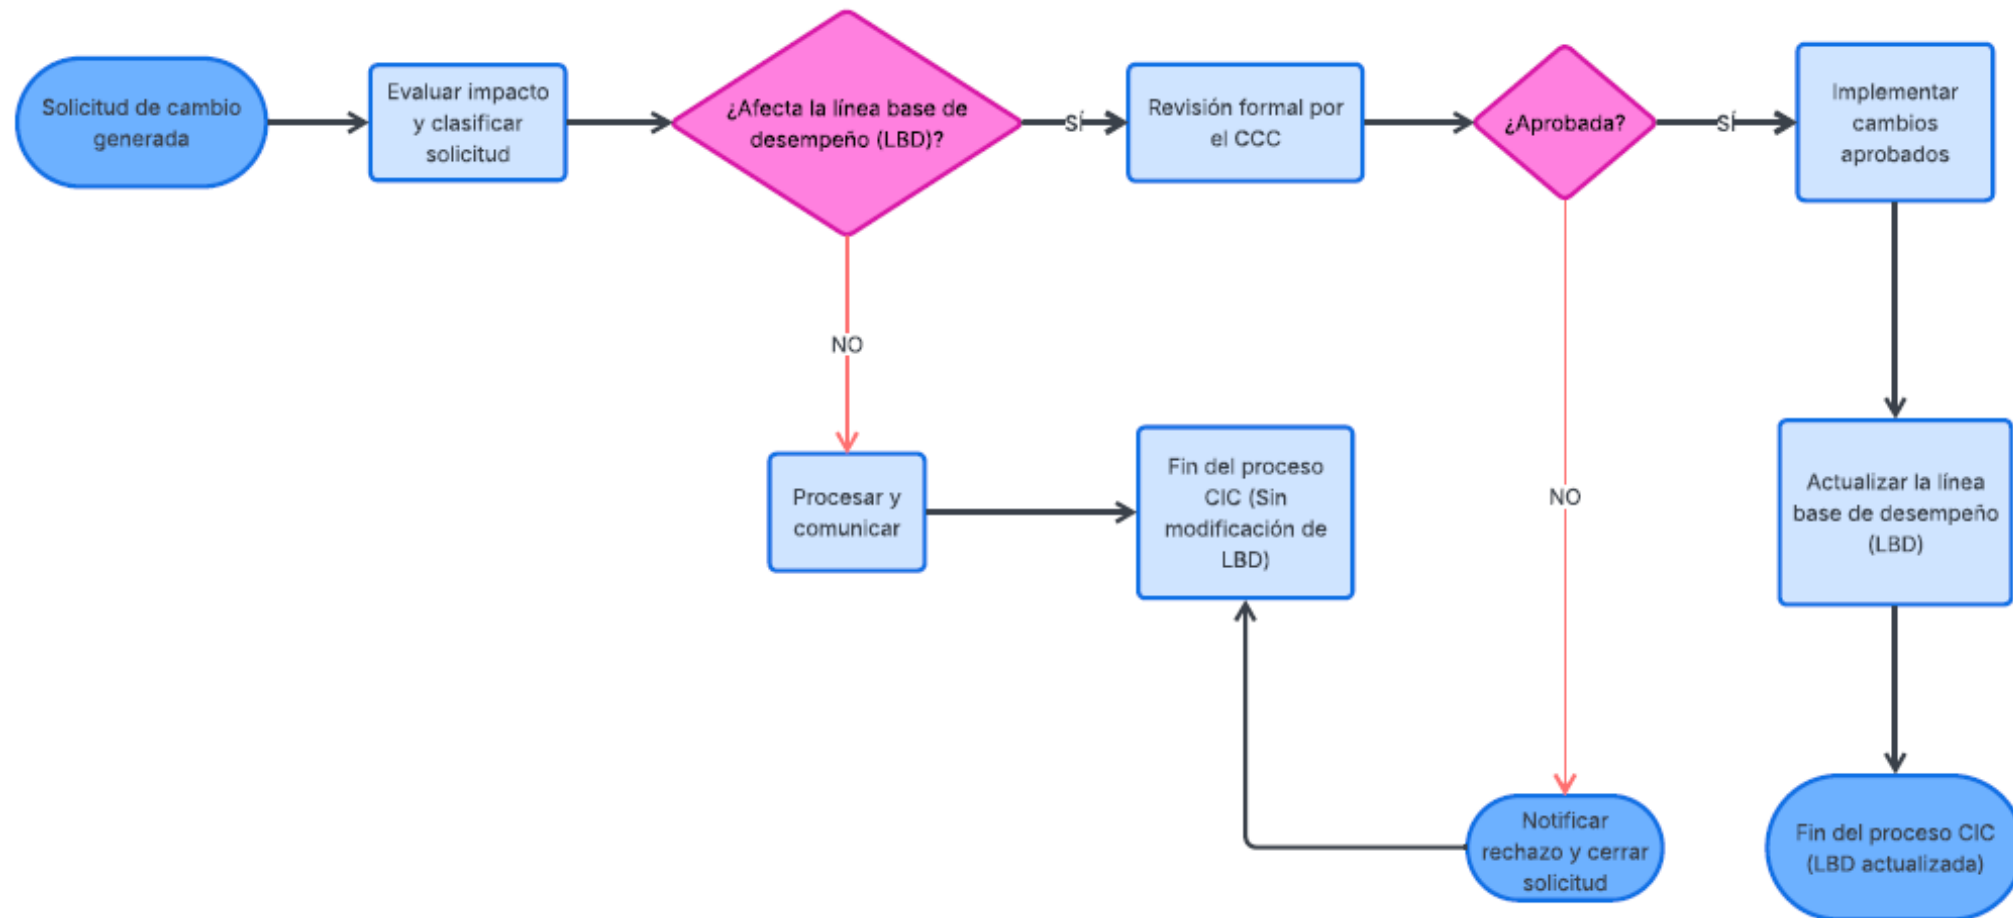 Solicitud de cambio
generada
Evaluar impacto
y clasificar
solicitud
¿Afecta la línea base de
desempeño (LBD)?
SÍ
Revisión formal por
el CCC
¿Aprobada?
SÍ
Implementar
cambios
aprobados
NO
Procesar y
comunicar
Fin del proceso
CIC (Sin
modificación de
LBD)
NO
Actualizar la línea
base de desempeño
(LBD)
Notificar
rechazo y cerrar
solicitud
Fin del proceso CIC
(LBD actualizada)